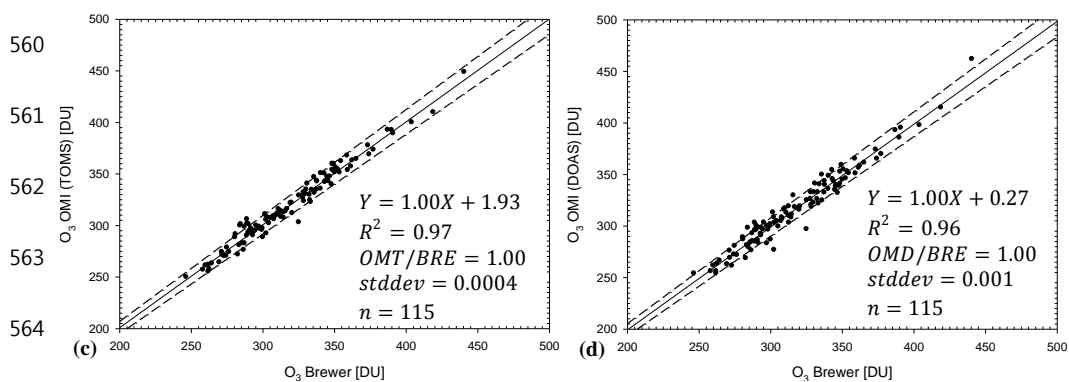 560
561
562
563
564
500
450
400
350
300
250
200
O3 OMI (TOMS) [DU]
Y = 1.00X + 1.93
R² = 0.97
OMT/BRE = 1.00
stddev = 0.0004
n = 115
(c)
200 250 300 350 400 450 500
O3 Brewer [DU]
500
450
400
350
300
250
200
O3 OMI (DOAS) [DU]
Y = 1.00X + 0.27
R² = 0.96
OMD/BRE = 1.00
stddev = 0.001
n = 115
(d)
200 250 300 350 400 450 500
O3 Brewer [DU]